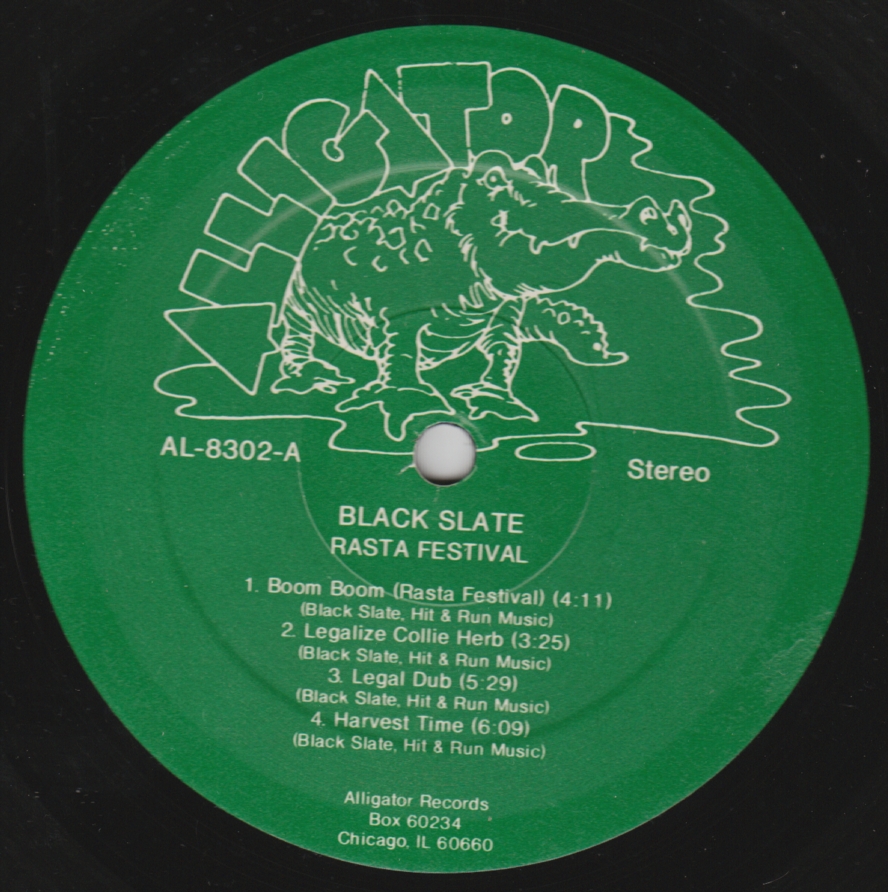 ALLIGATOR
AL-8302-A
Stereo
BLACK SLATE
RASTA FESTIVAL
1. Boom Boom (Rasta Festival) (4:11)
(Black Slate, Hit & Run Music)
2. Legalize Collie Herb (3:25)
(Black Slate, Hit & Run Music)
3. Legal Dub (5:29)
(Black Slate, Hit & Run Music)
4. Harvest Time (6:09)
(Black Slate, Hit & Run Music)
Alligator Records
Box 60234
Chicago, IL 60660